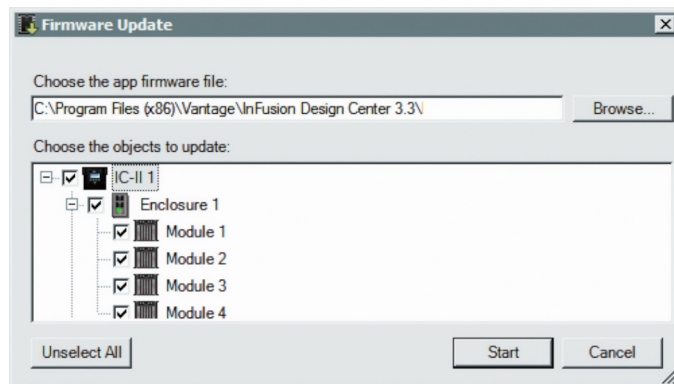 Firmware Update
Choose the app firmware file:
C:\Program Files (x86)\Vantage\InFusion Design Center 3.3\
Browse...
Choose the objects to update:
IC-II 1
Enclosure 1
Module 1
Module 2
Module 3
Module 4
Unselect All
Start
Cancel